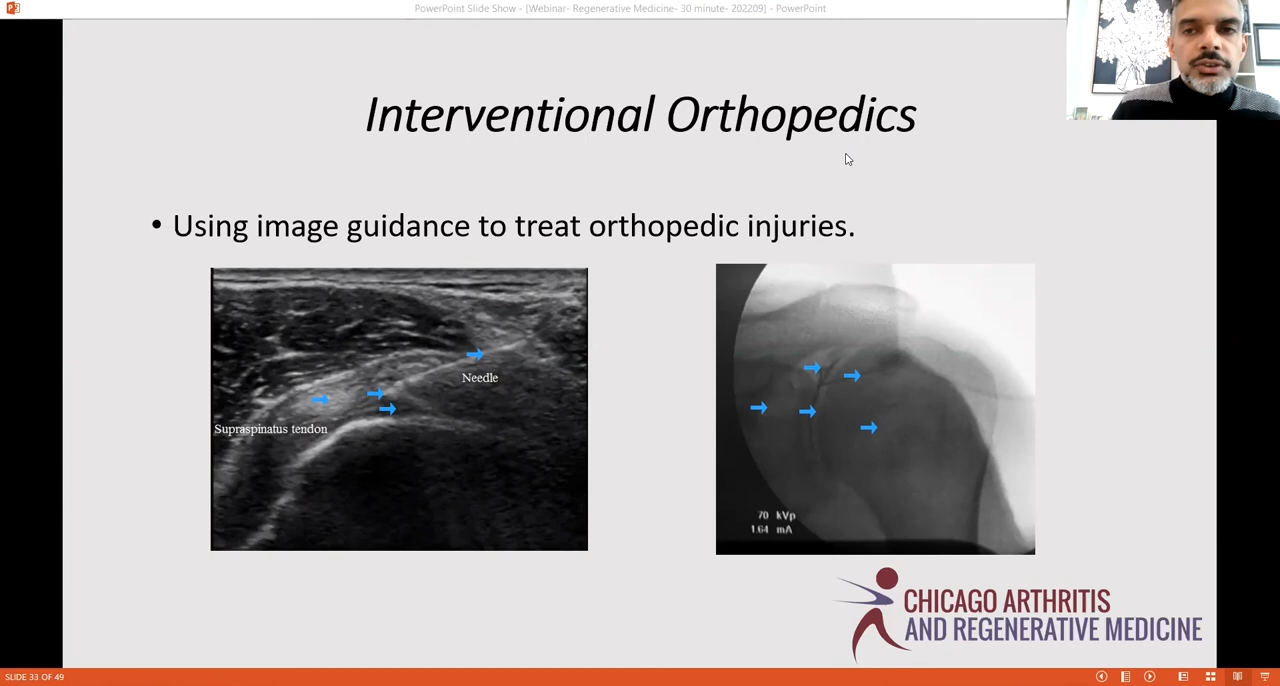 PowerPoint Slide Show - [Webinar- Regenerative Medicine- 30 minute- 202209] - PowerPoint
Interventional Orthopedics
• Using image guidance to treat orthopedic injuries.
Needle
Supraspinatus tendon
70 kVp
1.64 mA
CHICAGO ARTHRITIS
AND REGENERATIVE MEDICINE
SLIDE 33 OF 49